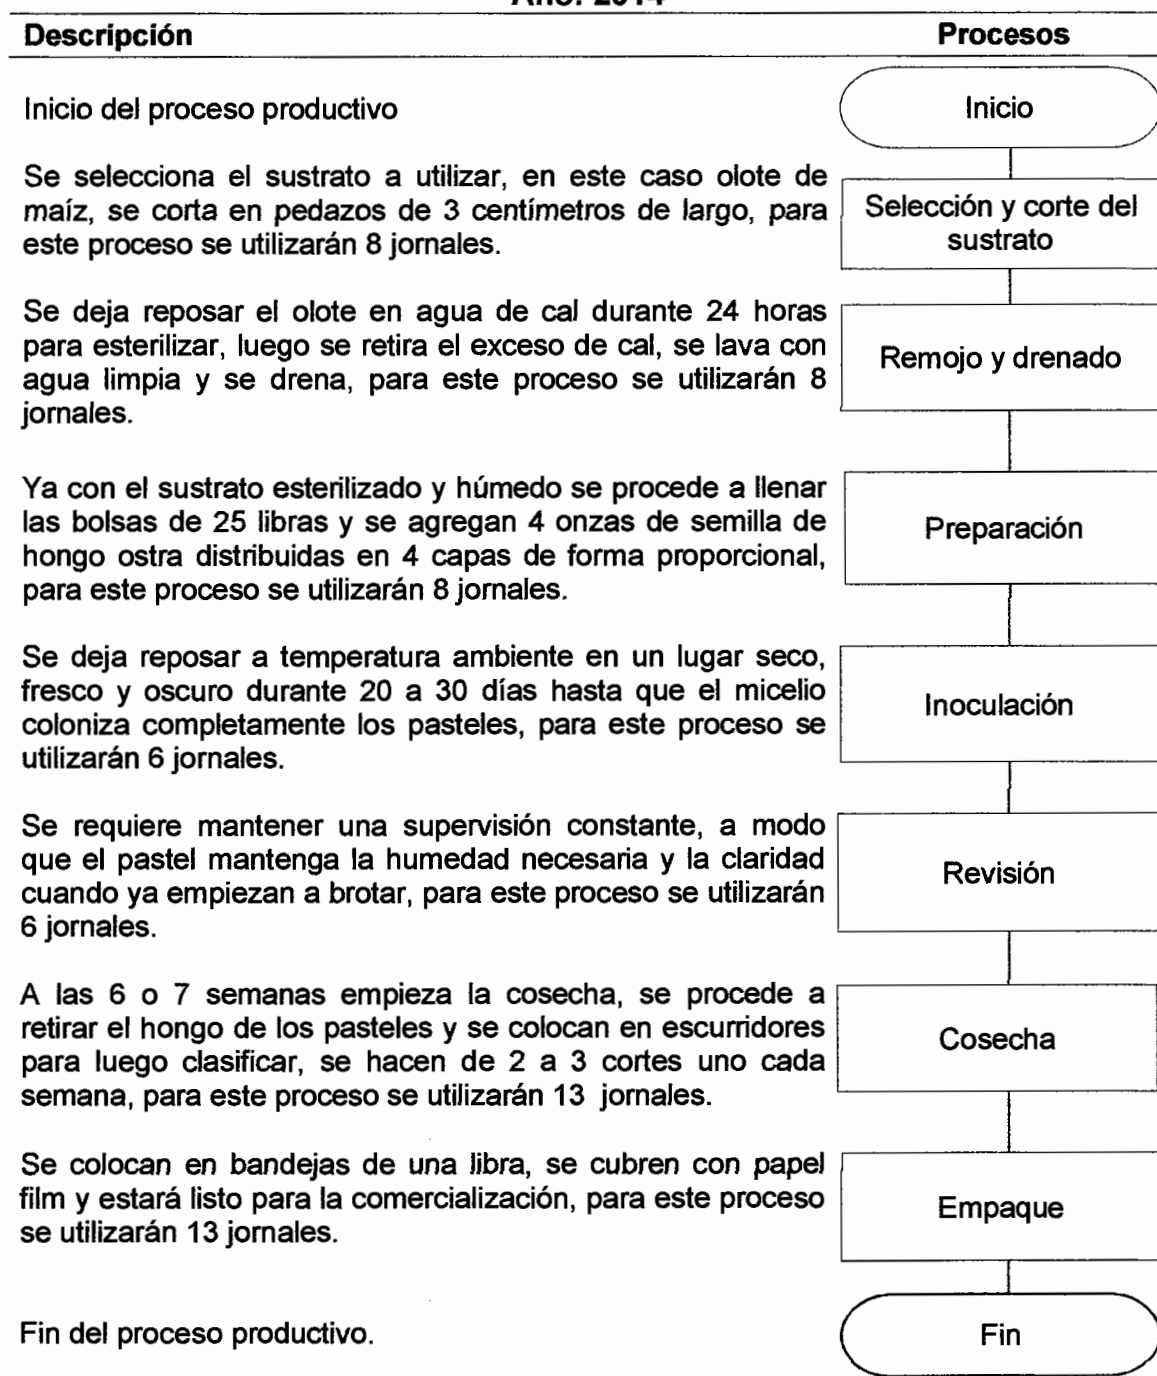 Año: 2014
Descripción
Procesos
Inicio del proceso productivo
Inicio
Se selecciona el sustrato a utilizar, en este caso olote de
maíz, se corta en pedazos de 3 centímetros de largo, para
este proceso se utilizarán 8 jornales.
Selección y corte del
sustrato
Se deja reposar el olote en agua de cal durante 24 horas
para esterilizar, luego se retira el exceso de cal, se lava con
agua limpia y se drena, para este proceso se utilizarán 8
jornales.
Remojo y drenado
Ya con el sustrato esterilizado y húmedo se procede a llenar
las bolsas de 25 libras y se agregan 4 onzas de semilla de
hongo ostra distribuidas en 4 capas de forma proporcional,
para este proceso se utilizarán 8 jornales.
Preparación
Se deja reposar a temperatura ambiente en un lugar seco,
fresco y oscuro durante 20 a 30 días hasta que el micelio
coloniza completamente los pasteles, para este proceso se
utilizarán 6 jornales.
Inoculación
Se requiere mantener una supervisión constante, a modo
que el pastel mantenga la humedad necesaria y la claridad
cuando ya empiezan a brotar, para este proceso se utilizarán
6 jornales.
Revisión
A las 6 o 7 semanas empieza la cosecha, se procede a
retirar el hongo de los pasteles y se colocan en escurridores
para luego clasificar, se hacen de 2 a 3 cortes uno cada
semana, para este proceso se utilizarán 13 jornales.
Cosecha
Se colocan en bandejas de una libra, se cubren con papel
film y estará listo para la comercialización, para este proceso
se utilizarán 13 jornales.
Empaque
Fin del proceso productivo.
Fin